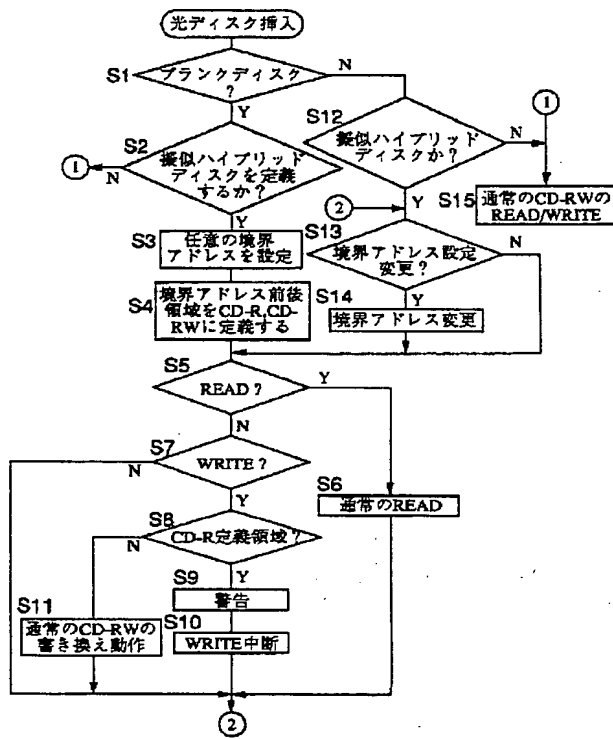 光ディスク挿入
S1
ブランクディスク
?
N
Y
S2
擬似ハイブリッド
ディスクを定義
するか?
1
N
Y
S12
擬似ハイブリッド
ディスクか?
N
1
Y
S15
通常のCD-RWの
READ/WRITE
2
S3
任意の境界
アドレスを設定
S13
境界アドレス設定
変更?
N
Y
S4
境界アドレス前後
領域をCD-R,CD-
RWに定義する
S14
境界アドレス変更
S5
READ?
Y
N
S7
WRITE?
N
Y
S6
通常のREAD
S8
CD-R定義領域?
N
Y
S9
警告
S10
WRITE中断
S11
通常のCD-RWの
書き換え動作
2